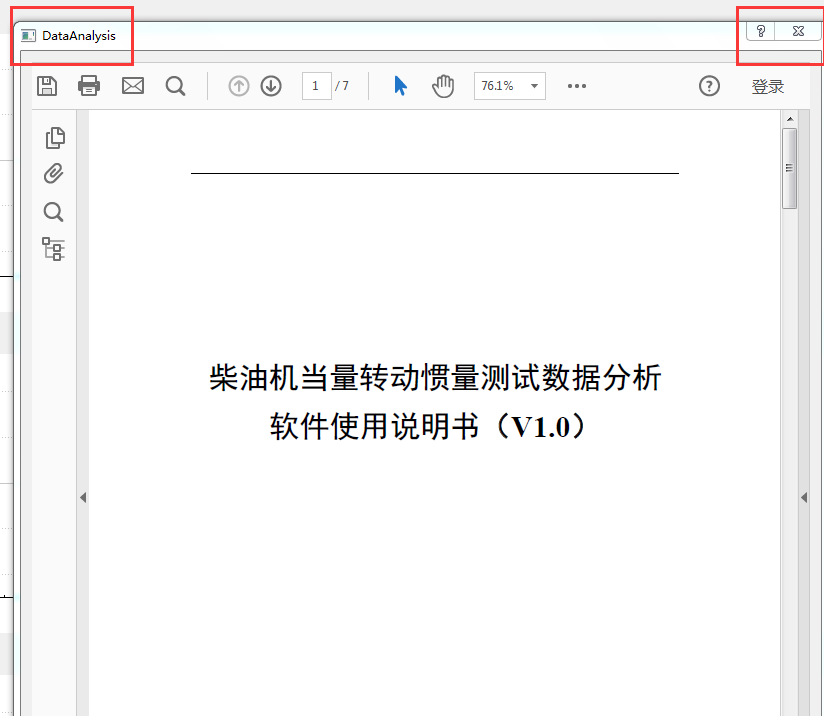 DataAnalysis
1 / 7
76.1%
登录
柴油机当量转动惯量测试数据分析
软件使用说明书（V1.0）